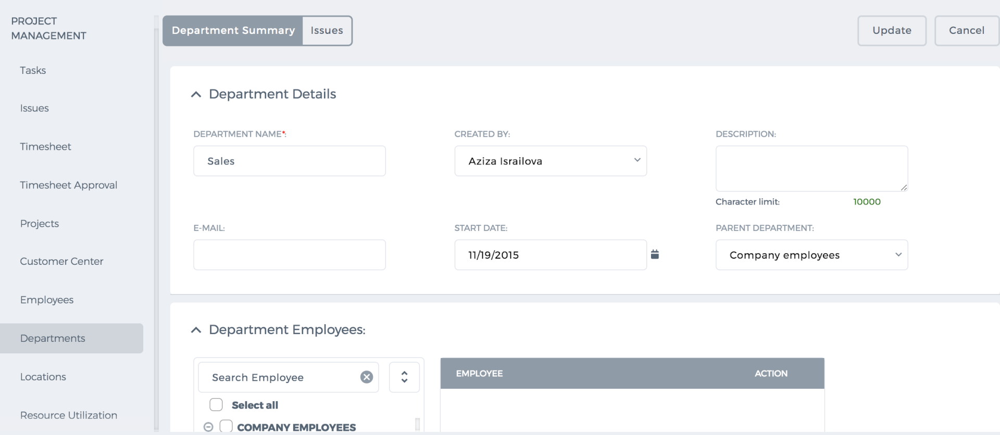 PROJECT
MANAGEMENT
Tasks
Issues
Timesheet
Timesheet Approval
Projects
Customer Center
Employees
Departments
Locations
Resource Utilization
Department Summary
Issues
Update
Cancel
Department Details
DEPARTMENT NAME*:
Sales
CREATED BY:
Aziza Israilova
DESCRIPTION:
Character limit: 10000
E-MAIL:
START DATE:
11/19/2015
PARENT DEPARTMENT:
Company employees
Department Employees:
Search Employee
Select all
COMPANY EMPLOYEES
EMPLOYEE
ACTION